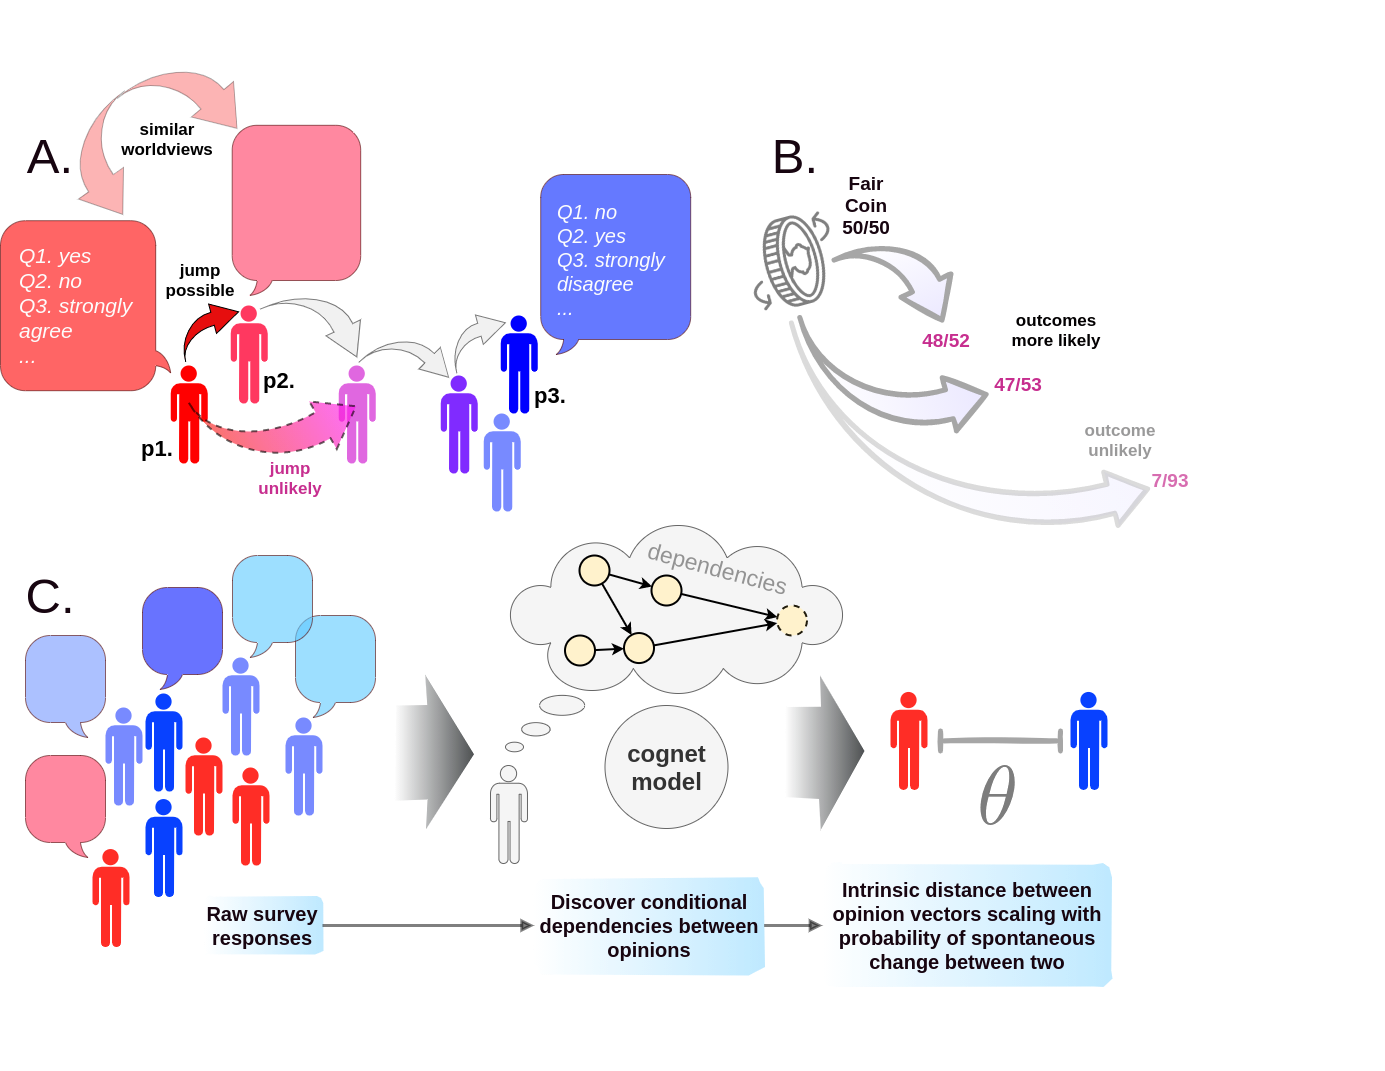 A.
similar
worldviews
Q1. yes
Q2. no
Q3. strongly
agree
...
jump
possible
p2.
p1.
jump
unlikely
Q1. no
Q2. yes
Q3. strongly
disagree
...
p3.
B.
Fair
Coin
50/50
48/52
outcomes
more likely
47/53
outcome
unlikely
7/93
C.
dependencies
cognet
model
θ
Raw survey
responses
Discover conditional
dependencies between
opinions
Intrinsic distance between
opinion vectors scaling with
probability of spontaneous
change between two